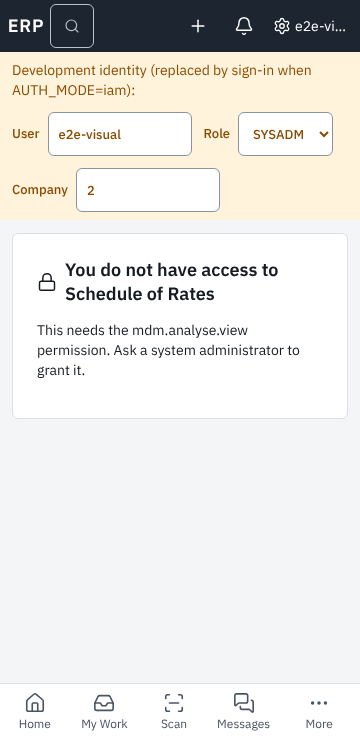 ERP
e2e-vi...
Development identity (replaced by sign-in when
AUTH_MODE=iam):
User e2e-visual Role SYSADM
Company 2
You do not have access to
Schedule of Rates
This needs the mdm.analyse.view
permission. Ask a system administrator to
grant it.
Home My Work Scan Messages More